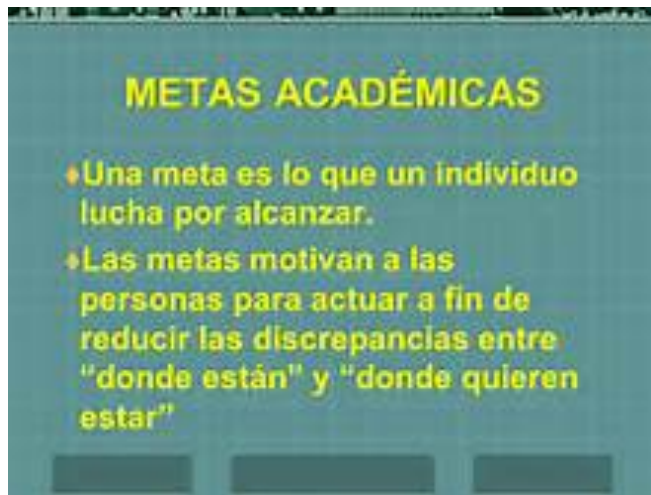 METAS ACADÉMICAS
Una meta es lo que un individuo
lucha por alcanzar.
Las metas motivan a las
personas para actuar a fin de
reducir las discrepancias entre
“donde están” y “donde quieren
estar”